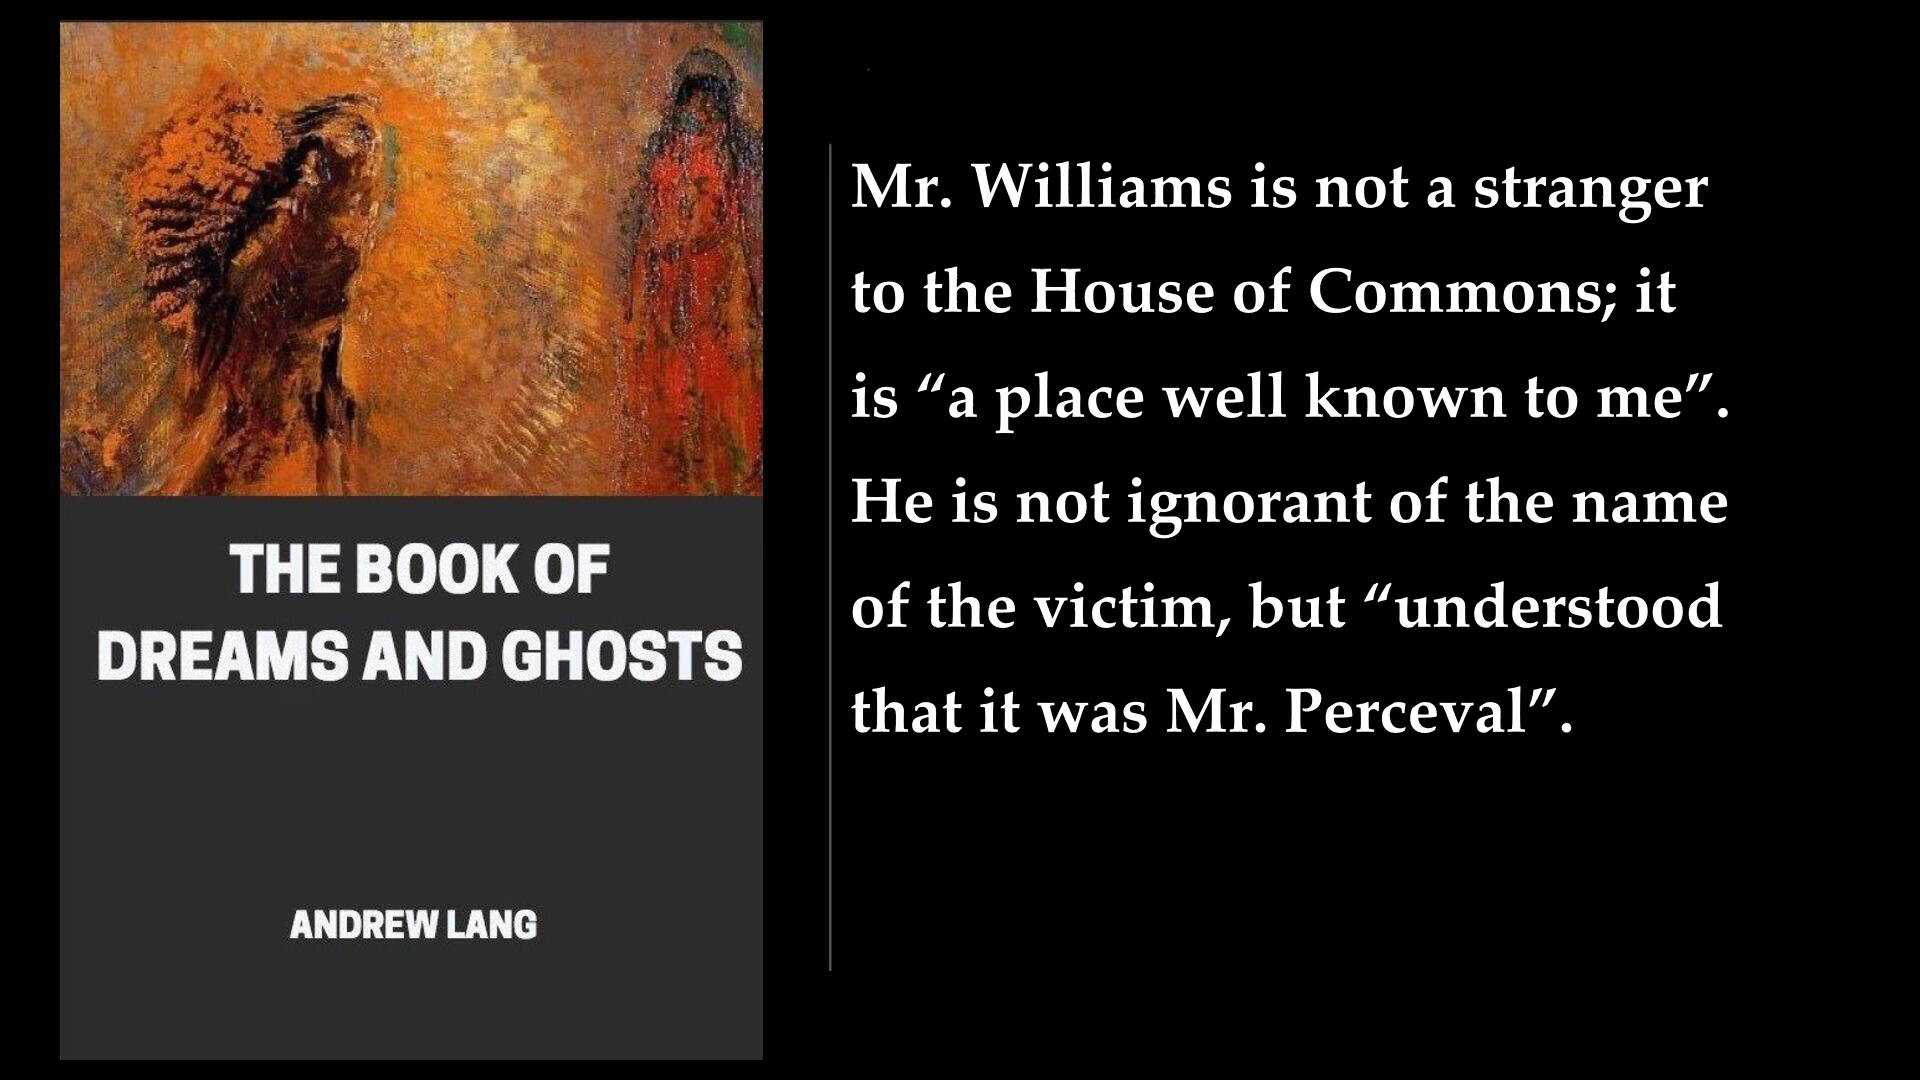 THE BOOK OF
DREAMS AND GHOSTS
ANDREW LANG
Mr. Williams is not a stranger
to the House of Commons; it
is “a place well known to me”.
He is not ignorant of the name
of the victim, but “understood
that it was Mr. Perceval”.